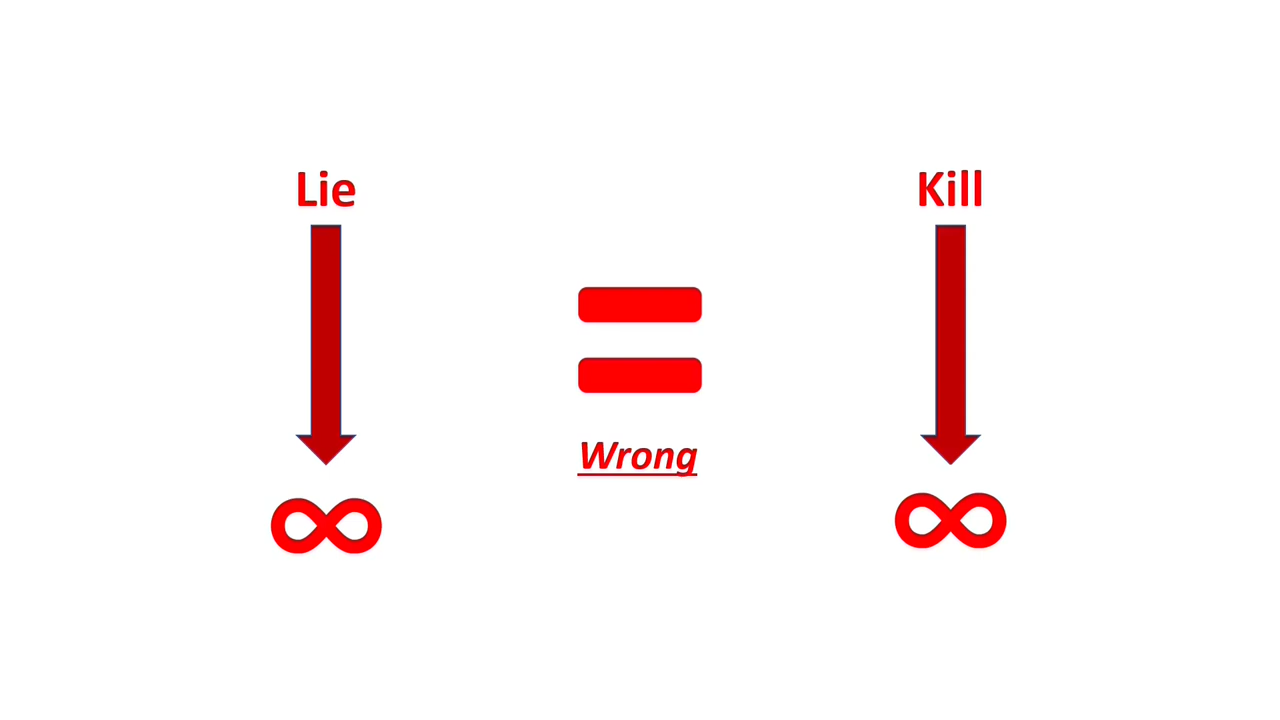 Lie
Kill
=
Wrong
∞
∞